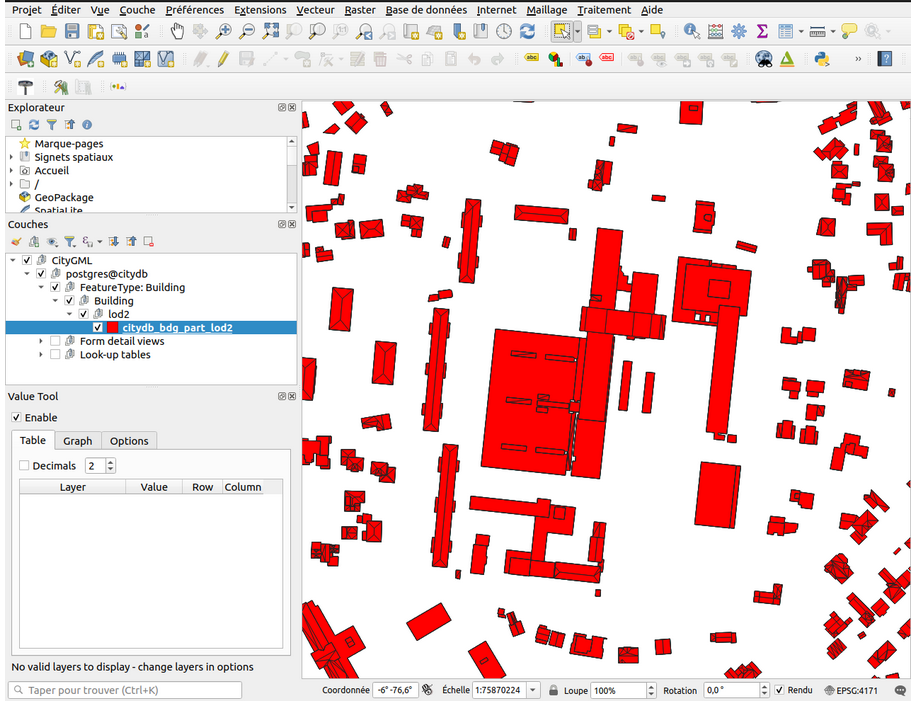 Projet Éditer Vue Couche Préférences Extensions Vecteur Raster Base de données Internet Maillage Traitement Aide
abc abc abc
»
Explorateur
Marque-pages
Signets spatiaux
Accueil
/
GeoPackage
SpatiaLite
Couches
CityGML
postgres@citydb
FeatureType: Building
Building
lod2
citydb_bdg_part_lod2
Form detail views
Look-up tables
Value Tool
Enable
Table Graph Options
Decimals 2
Layer Value Row Column
No valid layers to display - change layers in options
Taper pour trouver (Ctrl+K)
Coordonnée -6° -76,6° Échelle 1:75870224 Loupe 100% Rotation 0,0° Rendu EPSG:4171